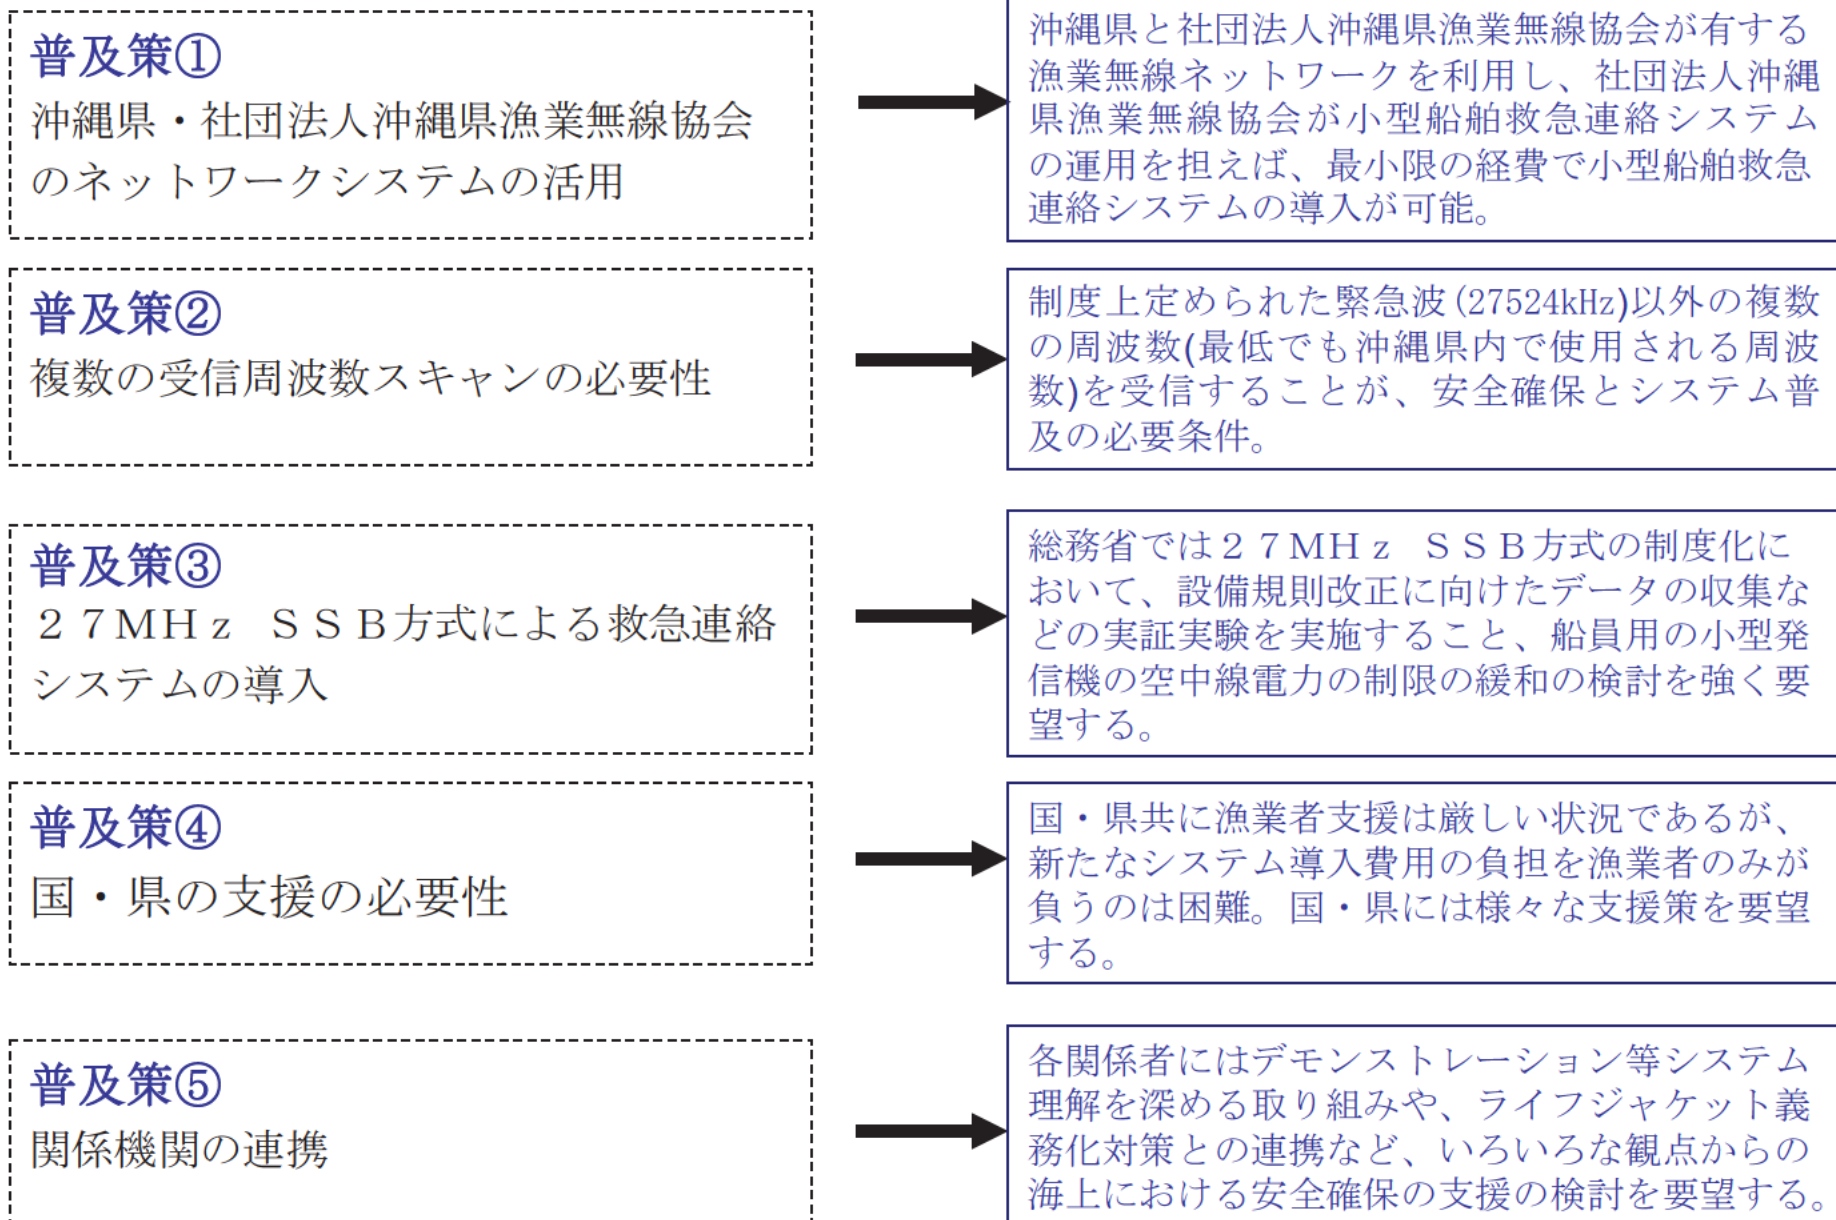 普及策①
沖縄県・社団法人沖縄県漁業無線協会
のネットワークシステムの活用
沖縄県と社団法人沖縄県漁業無線協会が有する
漁業無線ネットワークを利用し、社団法人沖縄
県漁業無線協会が小型船舶救急連絡システム
の運用を担えば、最小限の経費で小型船舶救急
連絡システムの導入が可能。
普及策②
複数の受信周波数スキャンの必要性
制度上定められた緊急波(27524kHz)以外の複数
の周波数(最低でも沖縄県内で使用される周波
数)を受信することが、安全確保とシステム普
及の必要条件。
普及策③
２７ＭＨｚ　ＳＳＢ方式による救急連絡
システムの導入
総務省では２７ＭＨｚ　ＳＳＢ方式の制度化に
おいて、設備規則改正に向けたデータの収集な
どの実証実験を実施すること、船員用の小型発
信機の空中線電力の制限の緩和の検討を強く要
望する。
普及策④
国・県の支援の必要性
国・県共に漁業者支援は厳しい状況であるが、
新たなシステム導入費用の負担を漁業者のみが
負うのは困難。国・県には様々な支援策を要望
する。
普及策⑤
関係機関の連携
各関係者にはデモンストレーション等システム
理解を深める取り組みや、ライフジャケット義
務化対策との連携など、いろいろな観点からの
海上における安全確保の支援の検討を要望する。